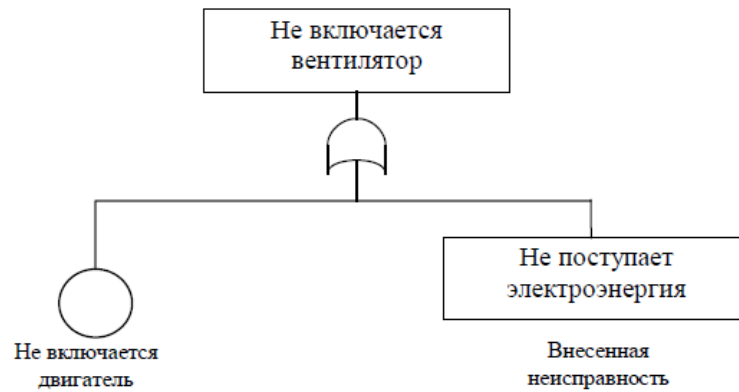 Не включается
вентилятор
Не поступает
электроэнергия
Не включается
двигатель
Внесенная
неисправность